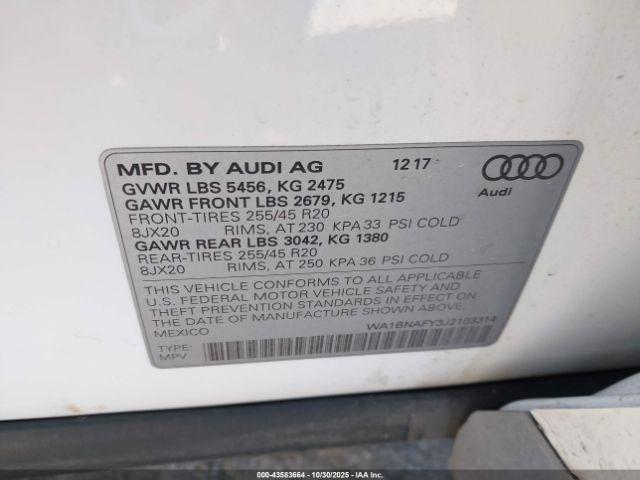 MFD. BY AUDI AG 12 17
GVWR LBS 5456, KG 2475
GAWR FRONT LBS 2679, KG 1215
FRONT-TIRES 255/45 R20
8JX20 RIMS, AT 230 KPA 33 PSI COLD
GAWR REAR LBS 3042, KG 1380
REAR-TIRES 255/45 R20
8JX20 RIMS, AT 250 KPA 36 PSI COLD
Audi
THIS VEHICLE CONFORMS TO ALL APPLICABLE
U.S. FEDERAL MOTOR VEHICLE SAFETY AND
THEFT PREVENTION STANDARDS IN EFFECT ON
THE DATE OF MANUFACTURE SHOWN ABOVE.
MEXICO
WA1BNAFY3J2103314
TYPE:
MPV
000-43583664 | 10/30/2025 | IAA Inc.